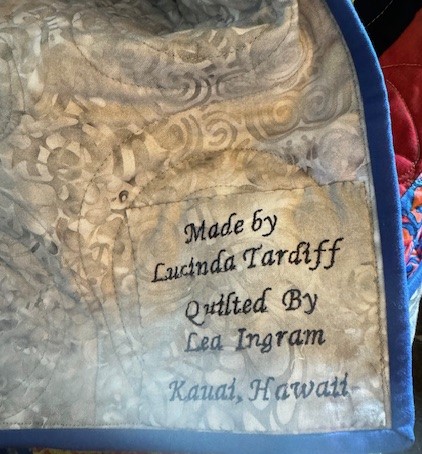 Made by
Lucinda Tardiff
Quilted By
Lea Ingram
Kauai, Hawaii